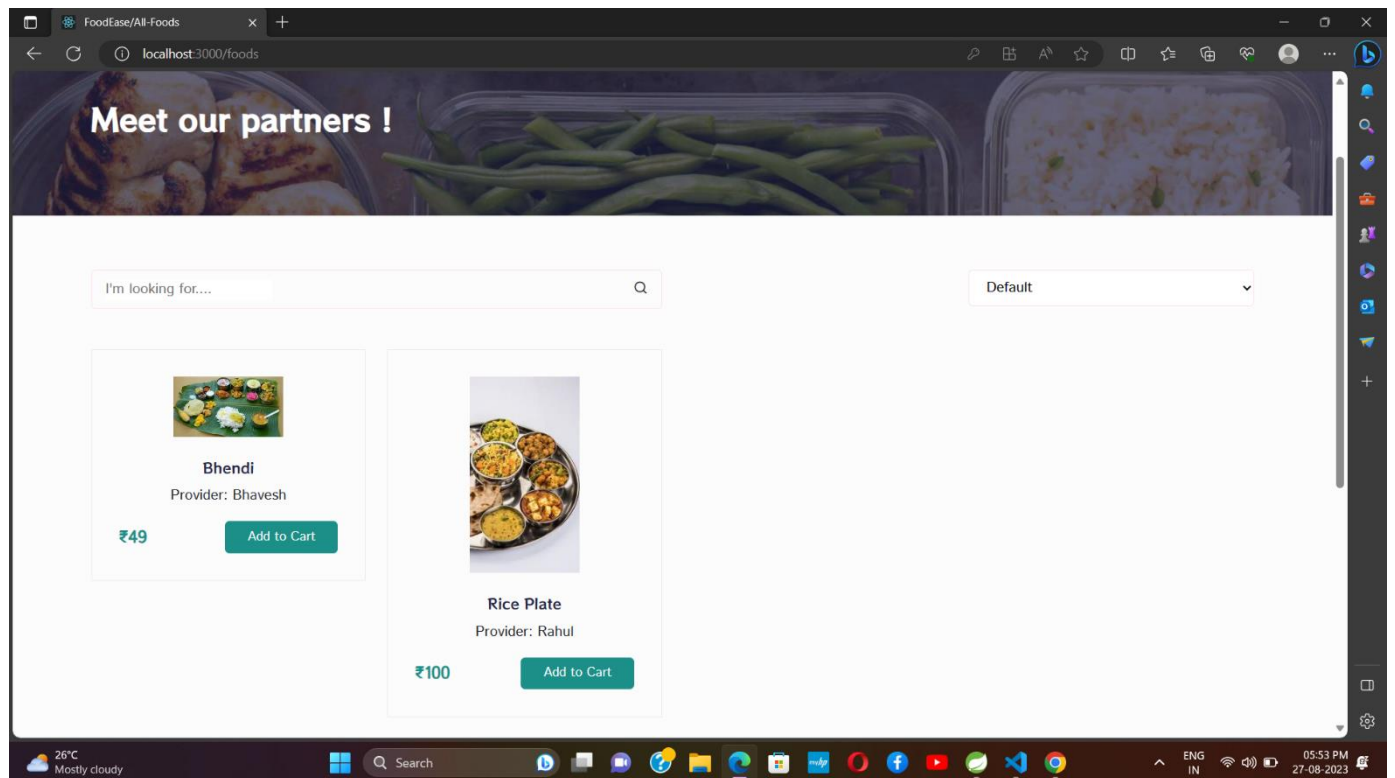 FoodEase/All-Foods
localhost:3000/foods
Meet our partners !
I'm looking for....
Default
Bhendi
Provider: Bhavesh
₹49
Add to Cart
Rice Plate
Provider: Rahul
₹100
Add to Cart
26°C
Mostly cloudy
Search
ENG
IN
05:53 PM
27-08-2023